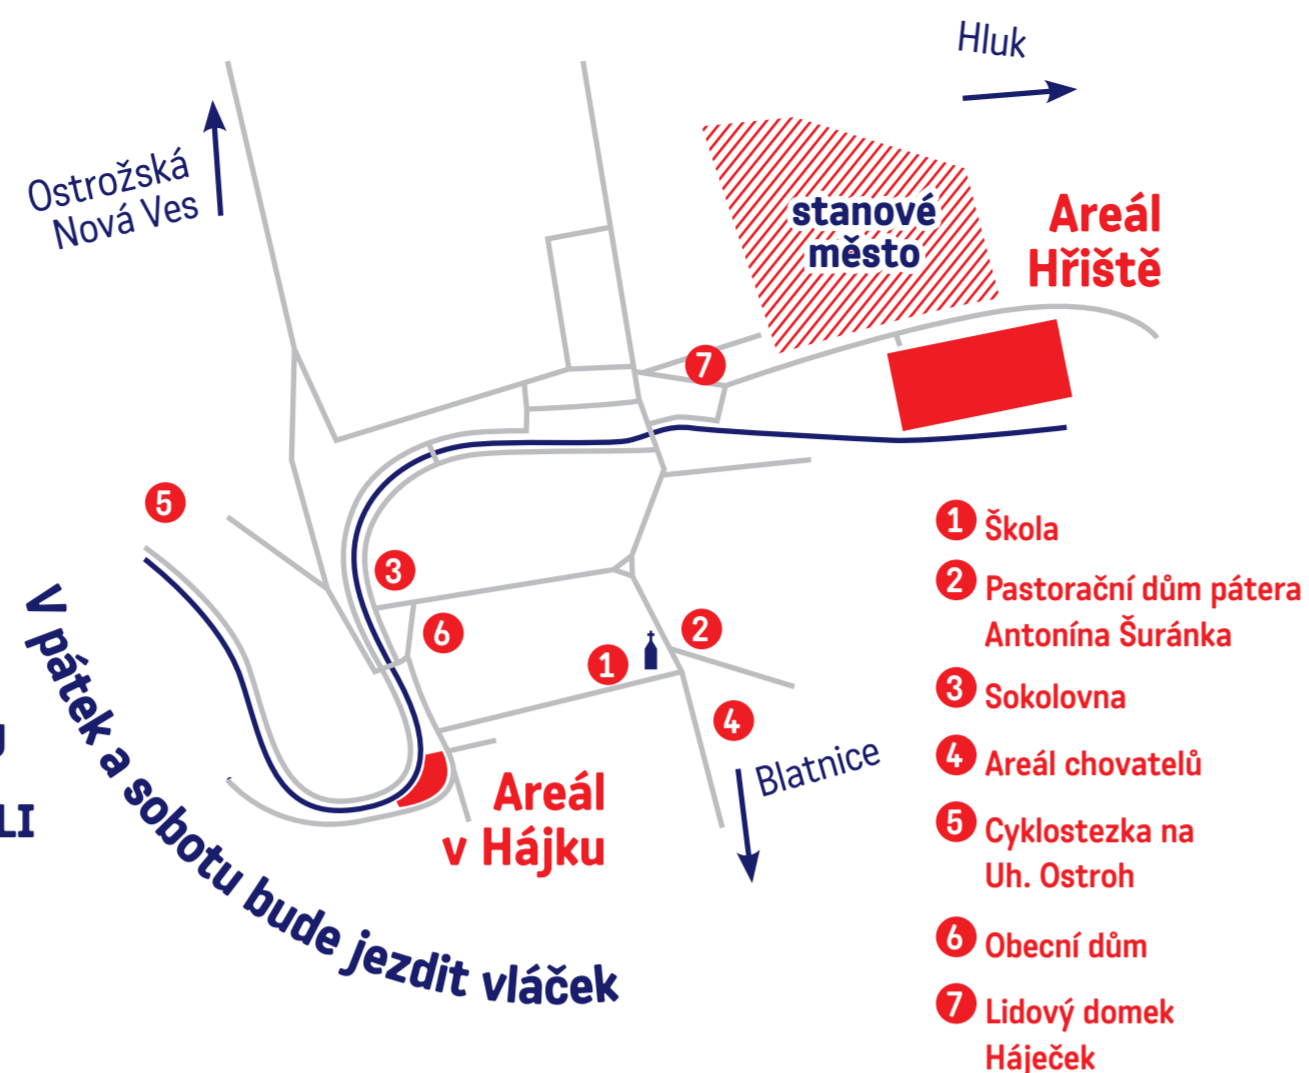 Hluk
Ostrožská
Nová Ves
stanové
město
Areál
Hřiště
7
5
3
6
1
2
4
Blatnice
Areál
v Hájku
LI
V pátek a sobotu bude jezdit vláček
1 Škola
2 Pastorační dům pátera
Antonína Šuránka
3 Sokolovna
4 Areál chovatelů
5 Cyklostezka na
Uh. Ostroh
6 Obecní dům
7 Lidový domek
Háječek